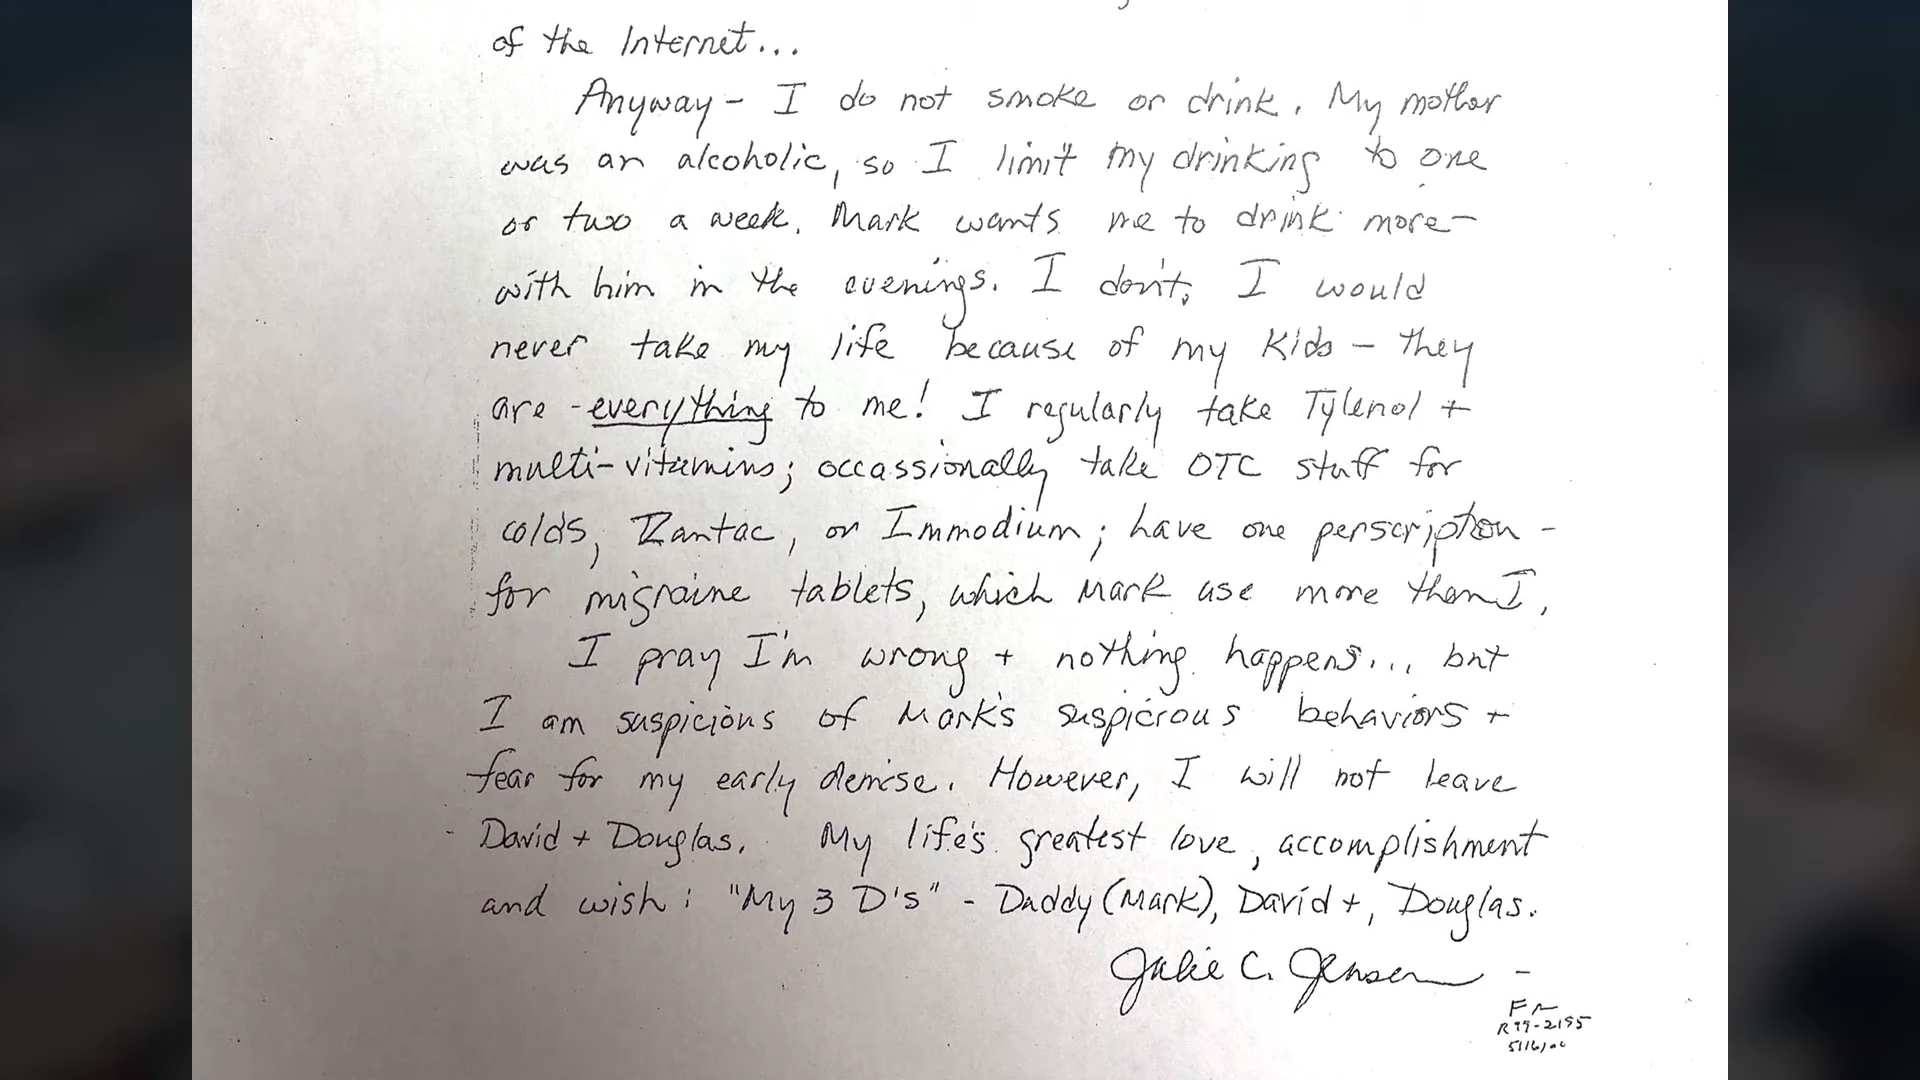 of the Internet...
Anyway - I do not smoke or drink. My mother
was an alcoholic, so I limit my drinking to one
or two a week. Mark wants me to drink more -
with him in the evenings. I don't. I would
never take my life because of my kids - they
are - everything to me! I regularly take Tylenol +
multi-vitamins; occassionally take OTC stuff for
colds, Zantac, or Immodium; have one perscription -
for migraine tablets, which Mark use more than I.
I pray I'm wrong + nothing happens... but
I am suspicious of Mark's suspicious behaviors +
fear for my early demise. However, I will not leave
David + Douglas. My life's greatest love, accomplishment
and wish: "My 3 D's" - Daddy (Mark), David +, Douglas.
Julie C. Jensen -
R99-2195